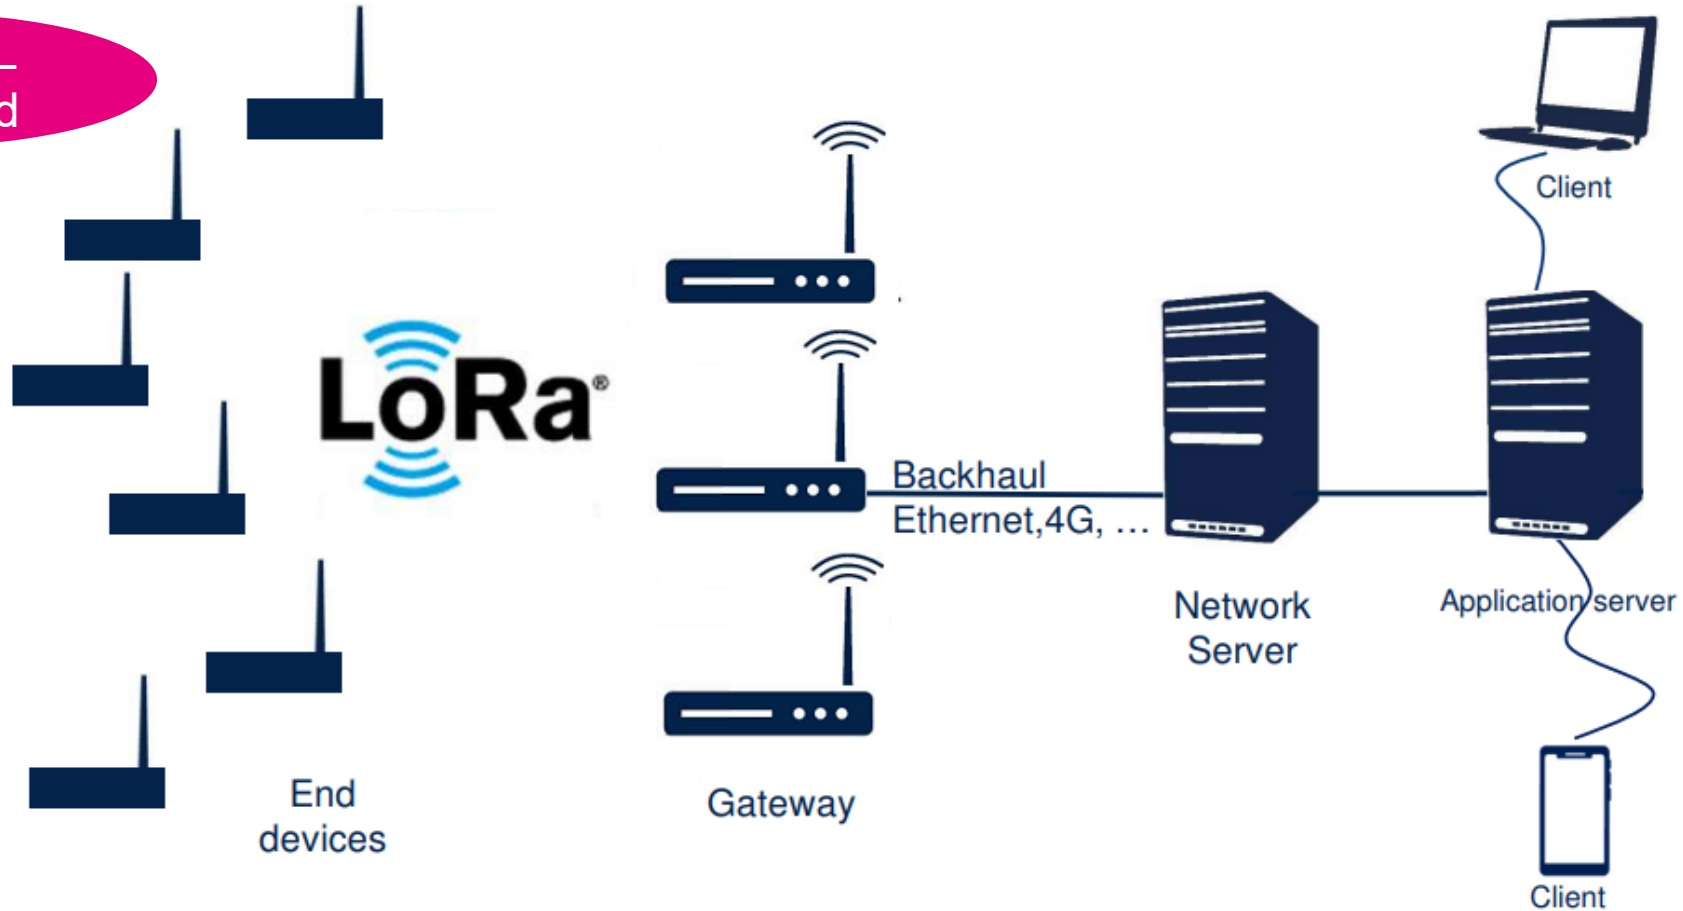 d
Client
LoRa®
Backhaul
Ethernet,4G, ...
Network
Server
Application server
End
devices
Gateway
Client